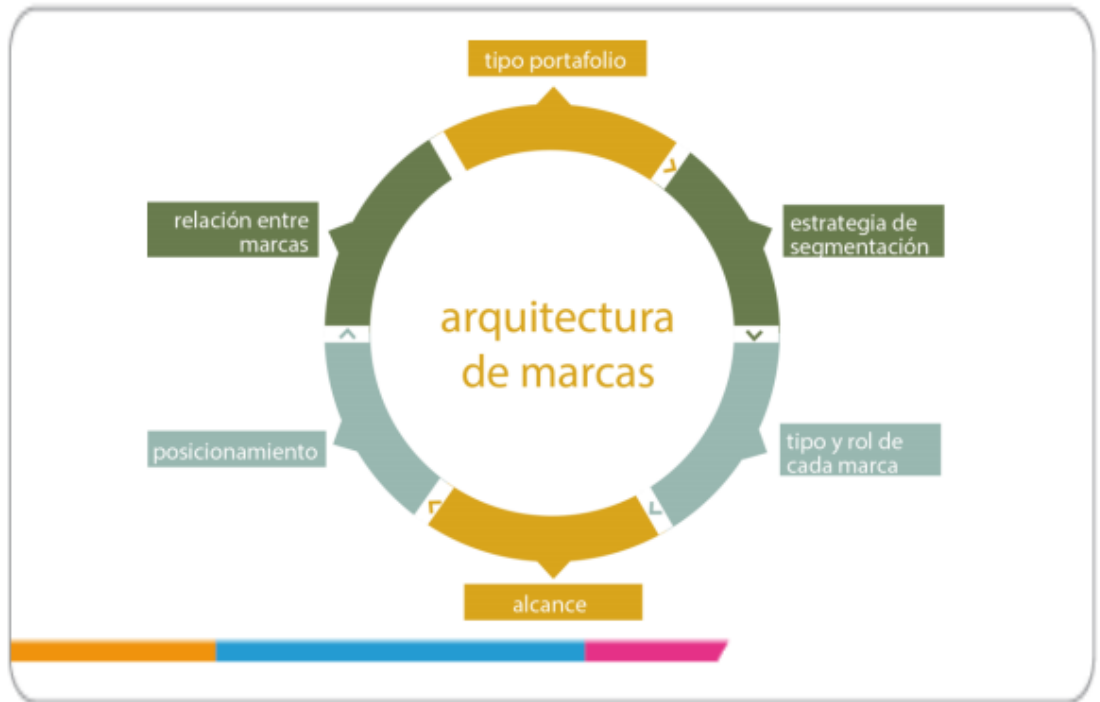 tipo portafolio
relación entre
marcas
estrategia de
segmentación
arquitectura
de marcas
posicionamiento
tipo y rol de
cada marca
alcance